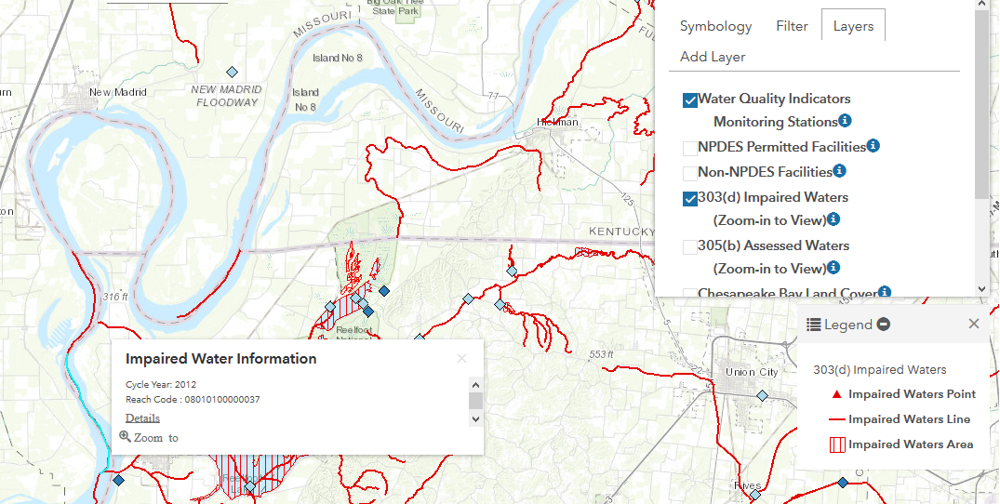 Big Oak Tree
State Park
MISSOURI
Island No 8
New Madrid
NEW MADRID
FLOODWAY
Island
No 8
MISSOURI
77
Hickman
125
KENTUCKY
316 ft
Reelfoot
National
553 ft
22
Union City
Reelfoot
Rives
Symbology
Filter
Layers
Add Layer
Water Quality Indicators
Monitoring Stations
NPDES Permitted Facilities
Non-NPDES Facilities
303(d) Impaired Waters
(Zoom-in to View)
305(b) Assessed Waters
(Zoom-in to View)
Chesapeake Bay Land Cover
Legend
303(d) Impaired Waters
Impaired Waters Point
Impaired Waters Line
Impaired Waters Area
Impaired Water Information
Cycle Year: 2012
Reach Code : 08010100000037
Details
Zoom to